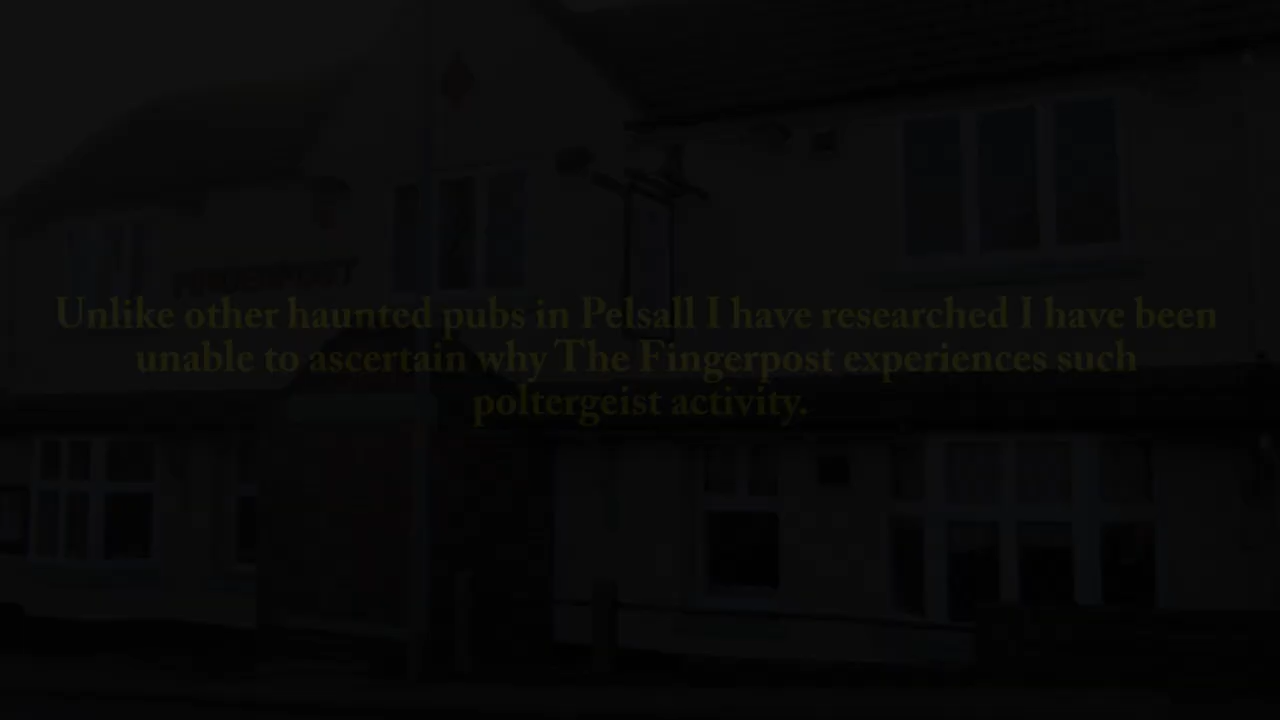 FINGERPOST
Unlike other haunted pubs in Pelsall I have researched I have been
unable to ascertain why The Fingerpost experiences such
poltergeist activity.